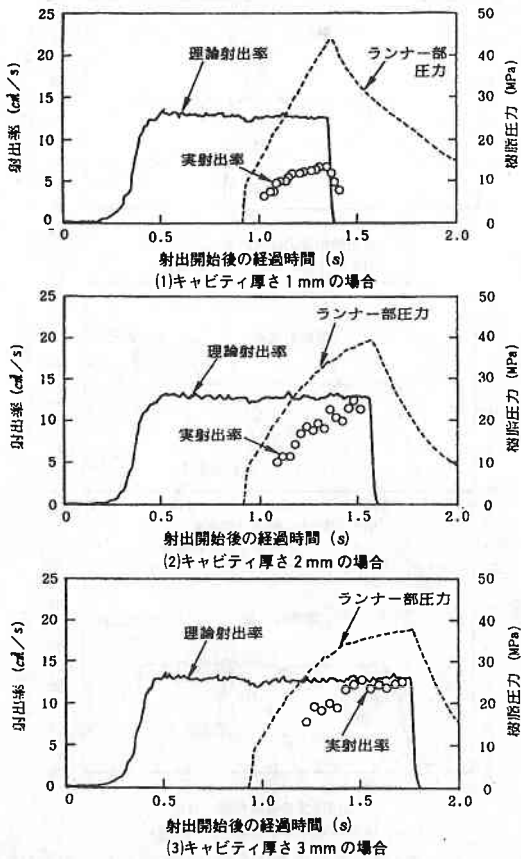 25
20
15
10
5
0
射出率 (cm³/s)
理論射出率
ランナー部
圧力
実射出率
50
40
30
20
10
0
樹脂圧力 (MPa)
0 0.5 1.0 1.5 2.0
射出開始後の経過時間 (s)
(1)キャビティ厚さ 1 mm の場合
25
20
15
10
5
0
射出率 (cm³/s)
ランナー部圧力
理論射出率
実射出率
50
40
30
20
10
0
樹脂圧力 (MPa)
0 0.5 1.0 1.5 2.0
射出開始後の経過時間 (s)
(2)キャビティ厚さ 2 mm の場合
25
20
15
10
5
0
射出率 (cm³/s)
ランナー部圧力
理論射出率
実射出率
50
40
30
20
10
0
樹脂圧力 (MPa)
0 0.5 1.0 1.5 2.0
射出開始後の経過時間 (s)
(3)キャビティ厚さ 3 mm の場合